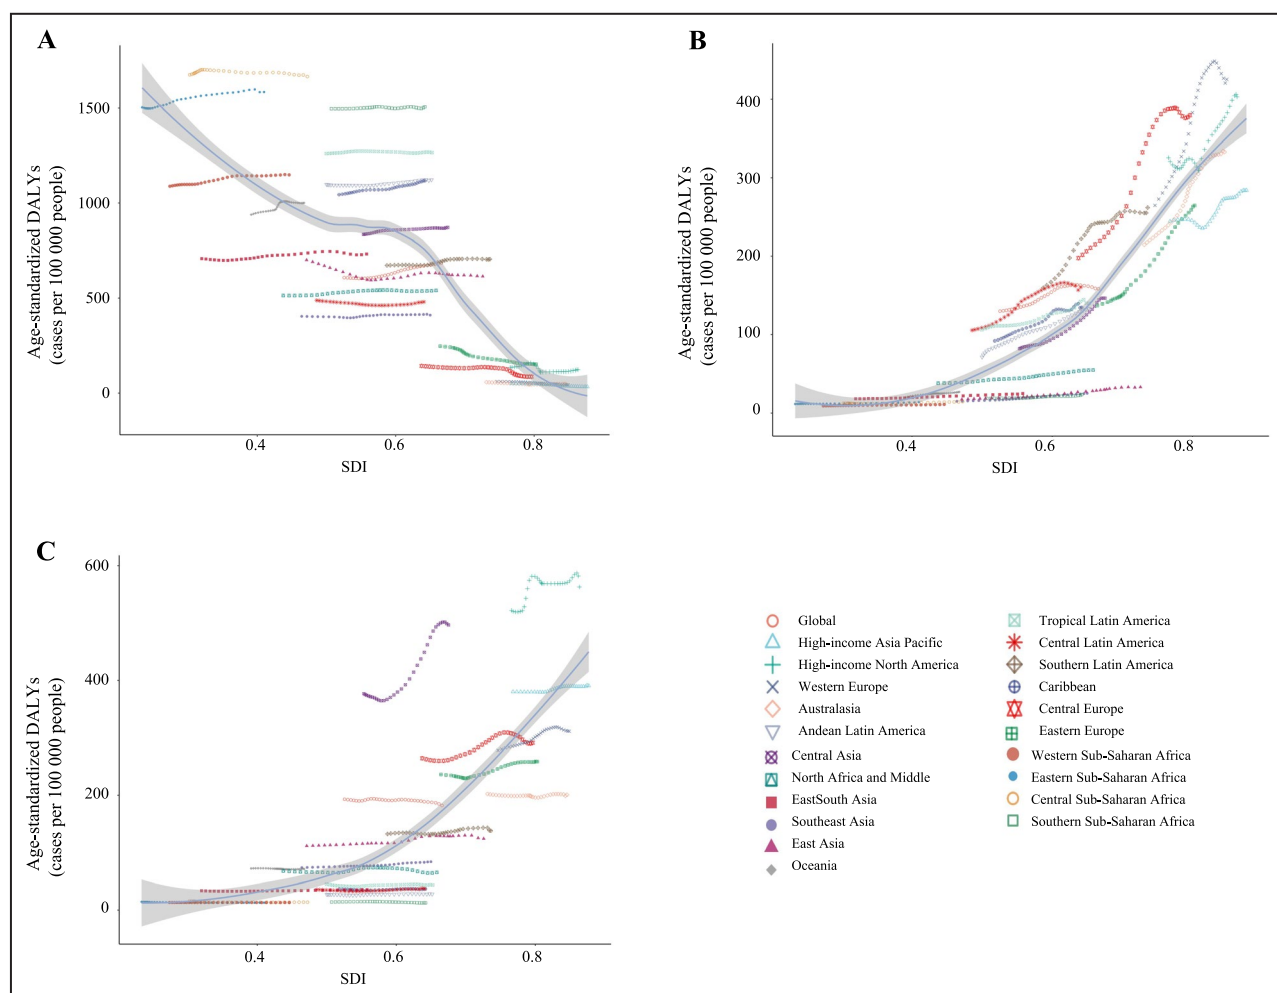 A
Age-standardized DALYs
(cases per 100 000 people)
1500
1000
500
0
0.4 0.6 0.8
SDI
B
Age-standardized DALYs
(cases per 100 000 people)
400
300
200
100
0
0.4 0.6 0.8
SDI
C
Age-standardized DALYs
(cases per 100 000 people)
600
400
200
0
0.4 0.6 0.8
SDI
Global
High-income Asia Pacific
High-income North America
Western Europe
Australasia
Andean Latin America
Central Asia
North Africa and Middle
EastSouth Asia
Southeast Asia
East Asia
Oceania
Tropical Latin America
Central Latin America
Southern Latin America
Caribbean
Central Europe
Eastern Europe
Western Sub-Saharan Africa
Eastern Sub-Saharan Africa
Central Sub-Saharan Africa
Southern Sub-Saharan Africa